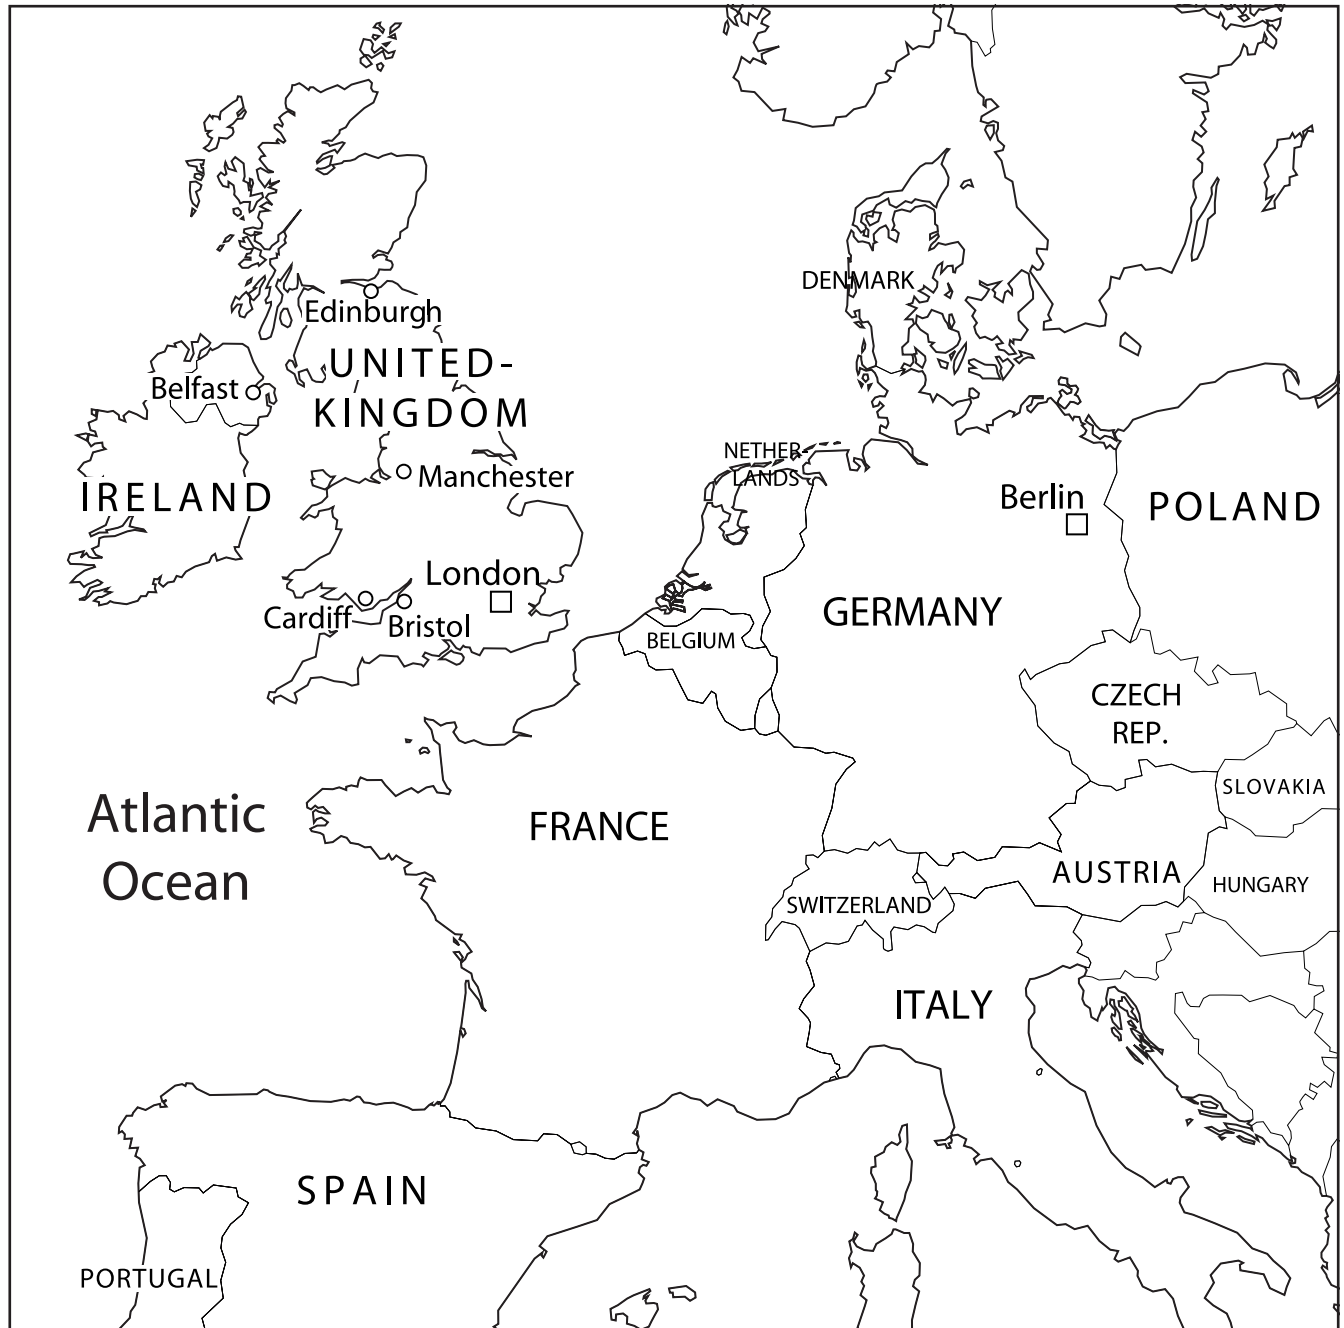 DENMARK
Edinburgh
UNITED-
KINGDOM
Belfast
NETHER-
LANDS
Manchester
IRELAND
Berlin
POLAND
London
GERMANY
Cardiff
Bristol
BELGIUM
CZECH
REP.
SLOVAKIA
Atlantic
Ocean
FRANCE
AUSTRIA
HUNGARY
SWITZERLAND
ITALY
SPAIN
PORTUGAL